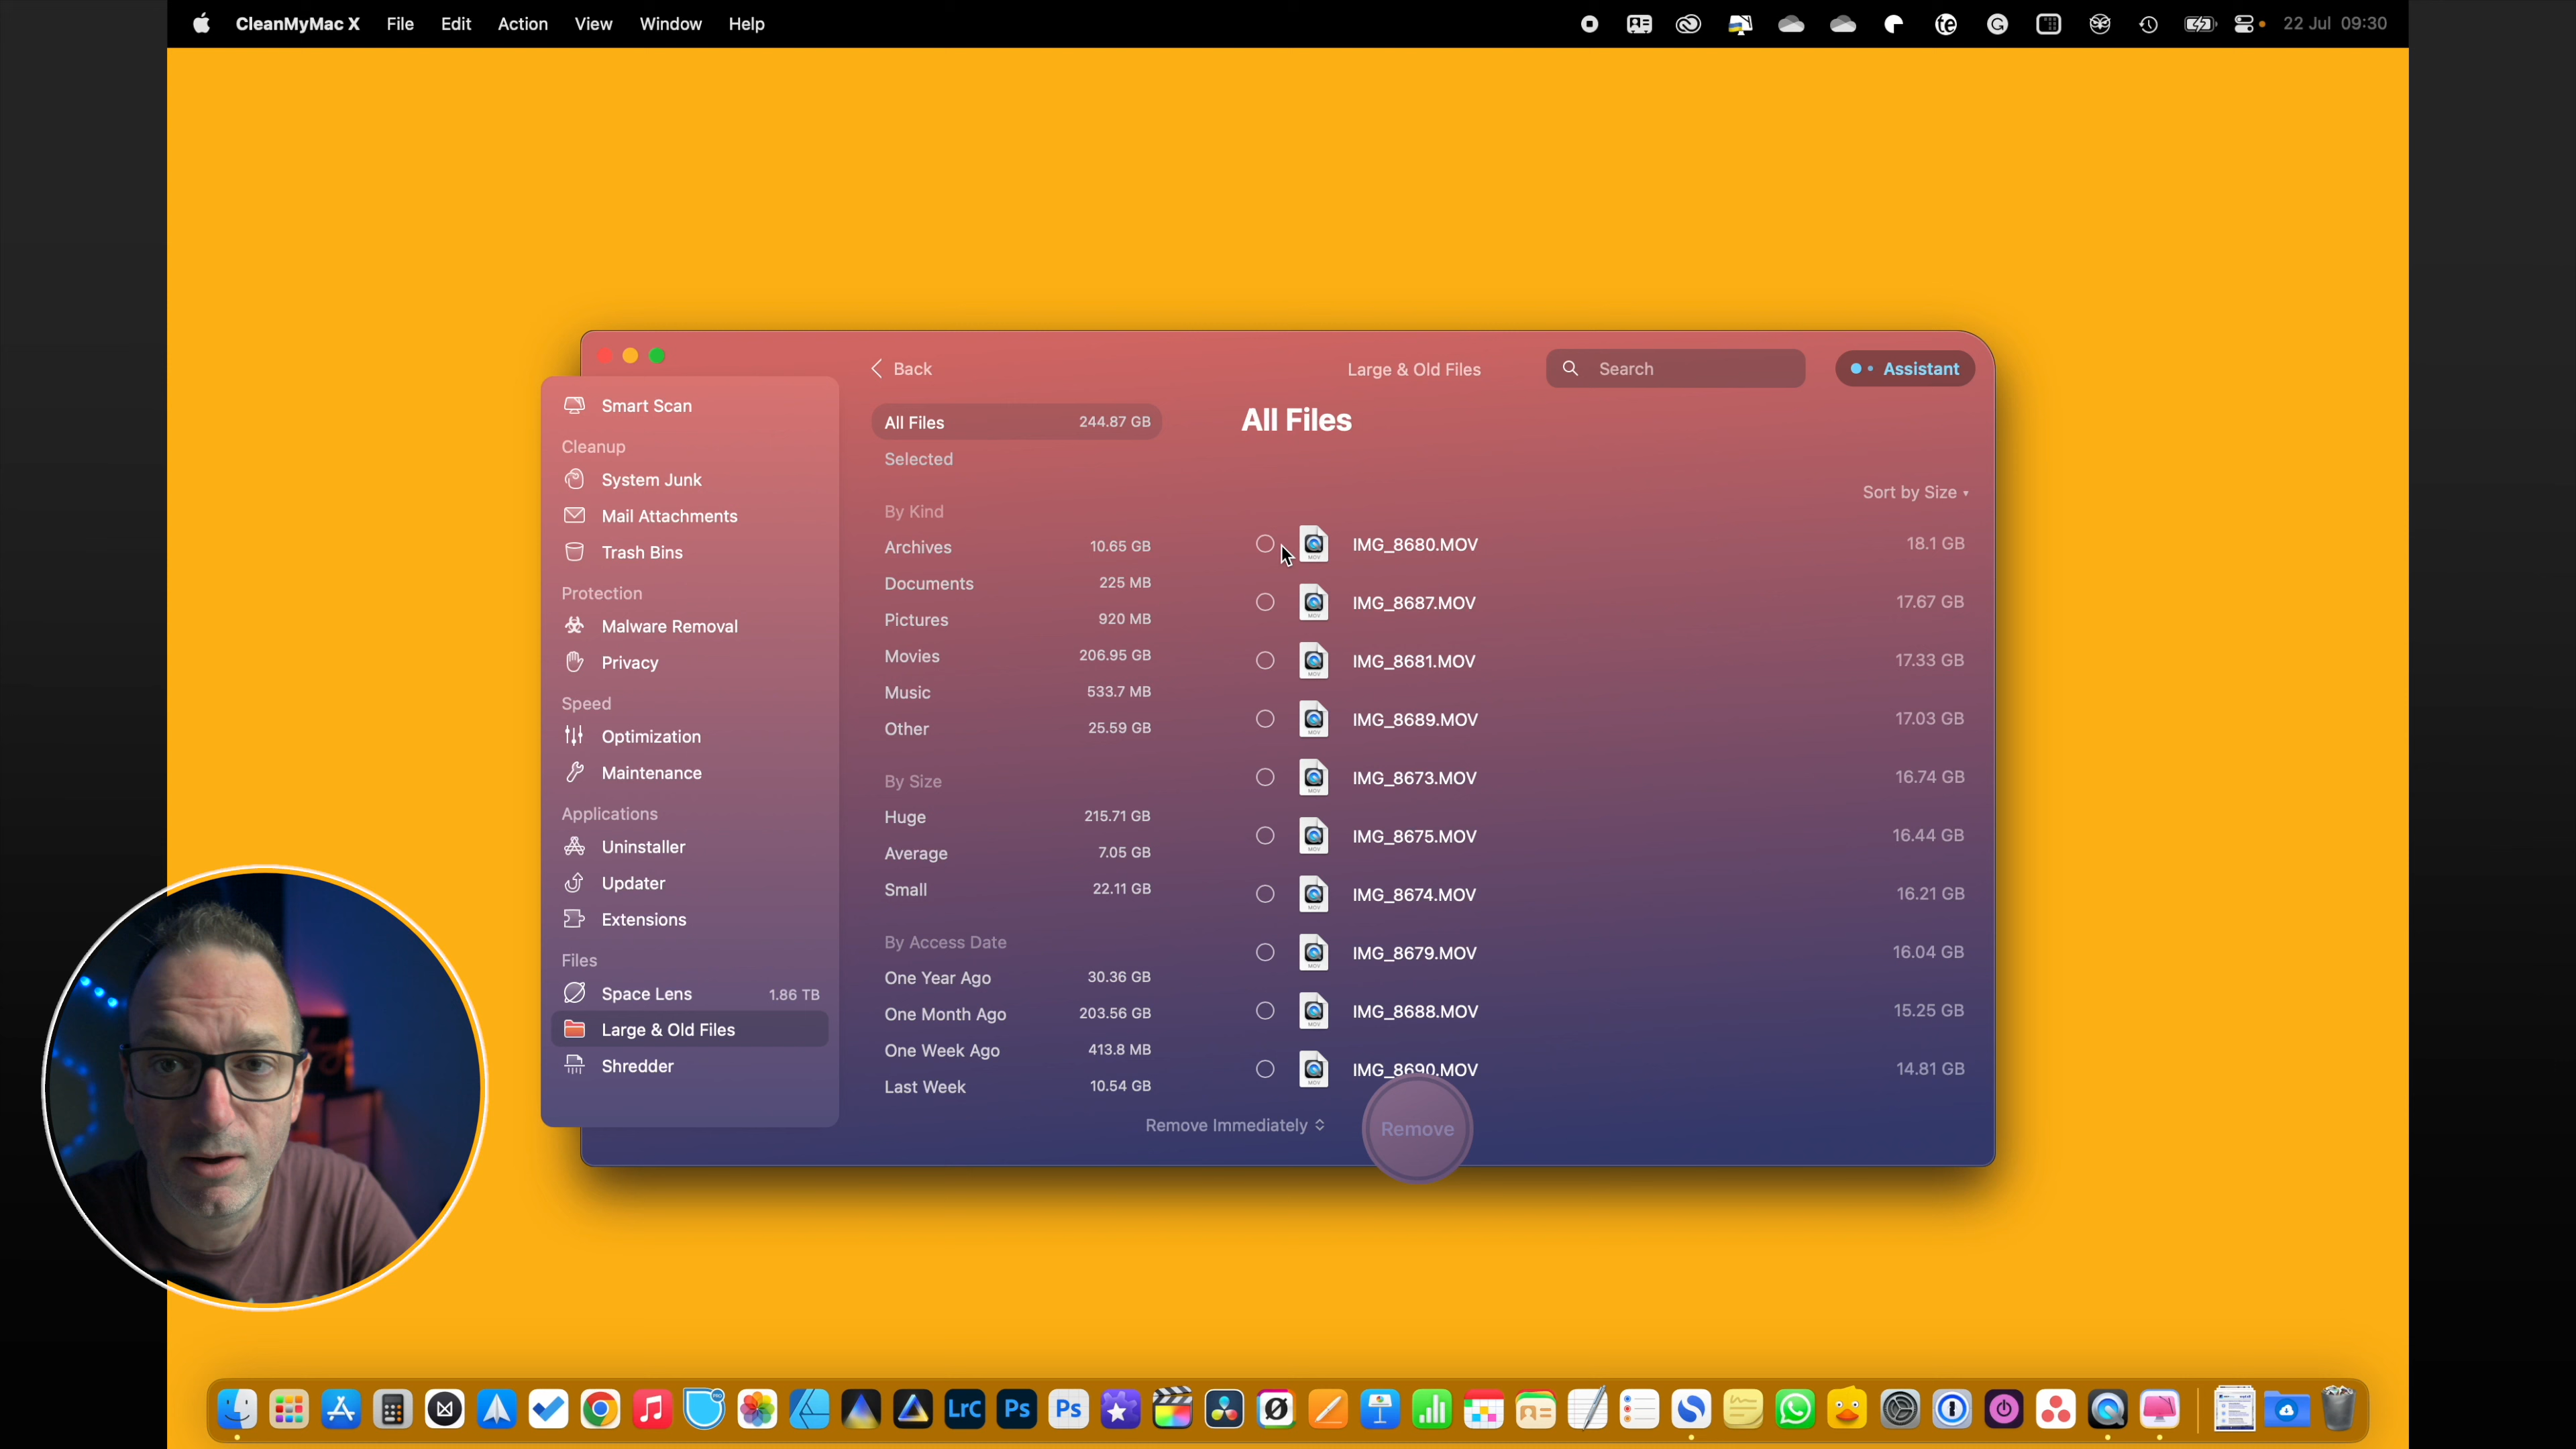 CleanMyMac X File Edit Action View Window Help
22 Jul 09:30
Back
Large & Old Files
Search
Assistant
Smart Scan
Cleanup
System Junk
Mail Attachments
Trash Bins
Protection
Malware Removal
Privacy
Speed
Optimization
Maintenance
Applications
Uninstaller
Updater
Extensions
Files
Space Lens 1.86 TB
Large & Old Files
Shredder
All Files 244.87 GB
Selected
By Kind
Archives 10.65 GB
Documents 225 MB
Pictures 920 MB
Movies 206.95 GB
Music 533.7 MB
Other 25.59 GB
By Size
Huge 215.71 GB
Average 7.05 GB
Small 22.11 GB
By Access Date
One Year Ago 30.36 GB
One Month Ago 203.56 GB
One Week Ago 413.8 MB
Last Week 10.54 GB
All Files
Sort by Size
IMG_8680.MOV 18.1 GB
IMG_8687.MOV 17.67 GB
IMG_8681.MOV 17.33 GB
IMG_8689.MOV 17.03 GB
IMG_8673.MOV 16.74 GB
IMG_8675.MOV 16.44 GB
IMG_8674.MOV 16.21 GB
IMG_8679.MOV 16.04 GB
IMG_8688.MOV 15.25 GB
IMG_8690.MOV 14.81 GB
Remove Immediately
Remove
LrC Ps Ps